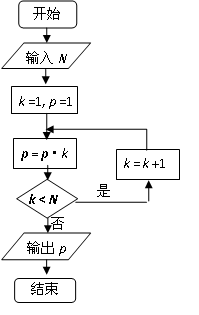 开始
输入 N
k =1, p =1
p = p • k
k = k +1
k < N
是
否
输出 p
结束